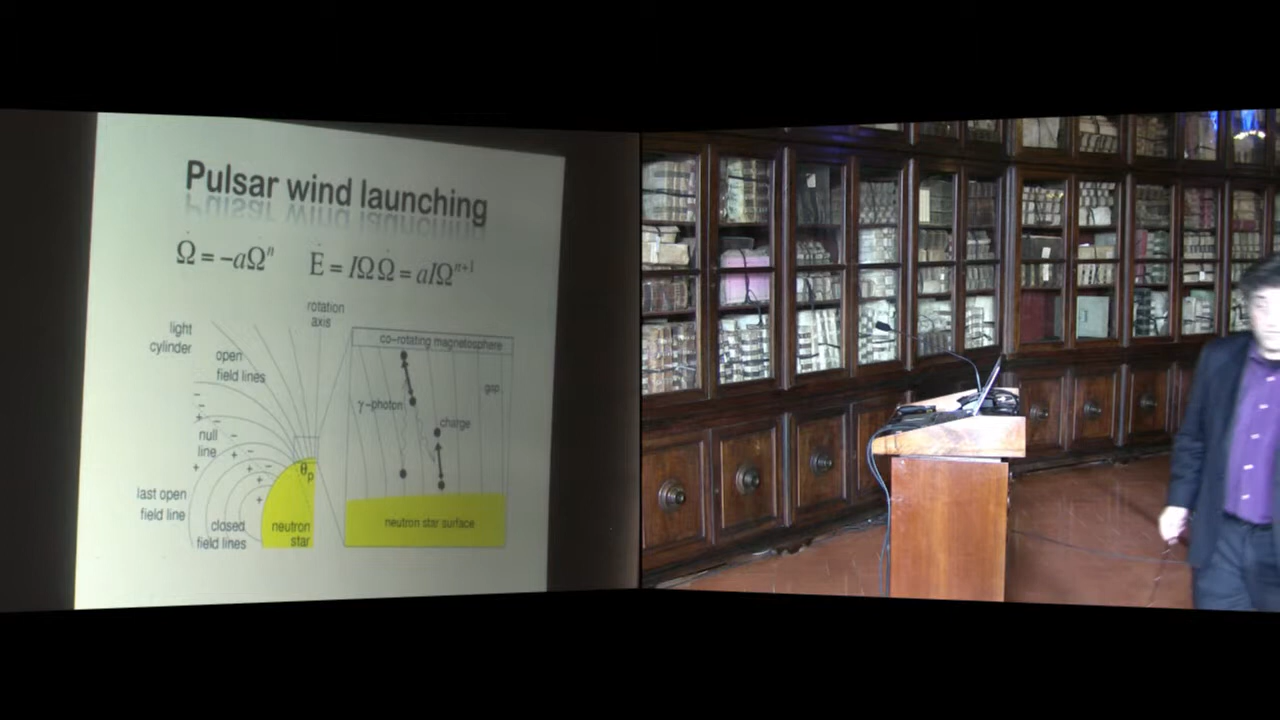 Pulsar wind launching
Ω̇ = −aΩⁿ Ė = IΩΩ̇ = aIΩⁿ⁺¹
rotation
axis
light
cylinder
open
field lines
null
line
last open
field line
closed
field lines
θp
neutron
star
co-rotating magnetosphere
gap
γ-photon
charge
neutron star surface